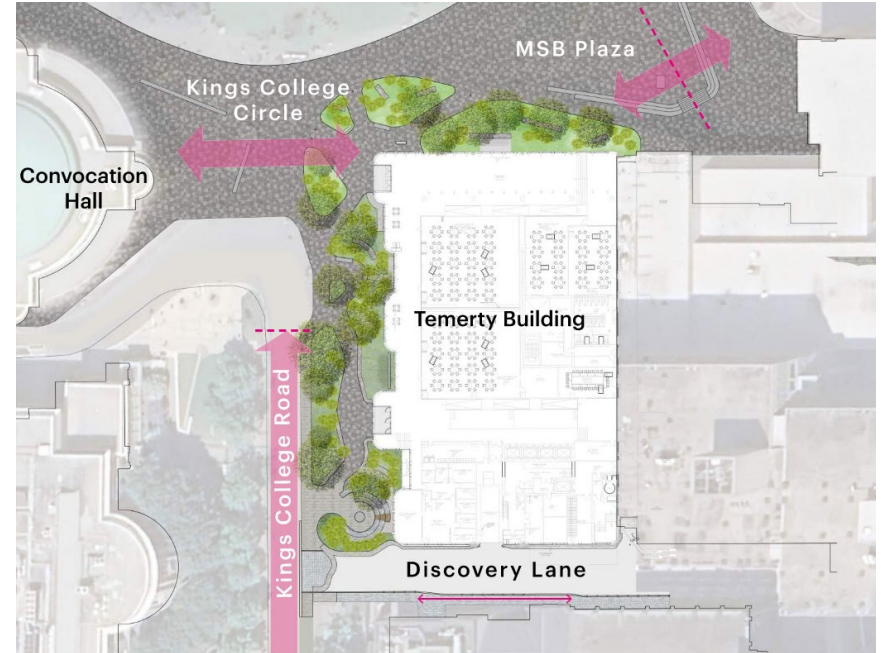 MSB Plaza
Kings College
Circle
Convocation
Hall
Temerty Building
Kings College Road
Discovery Lane